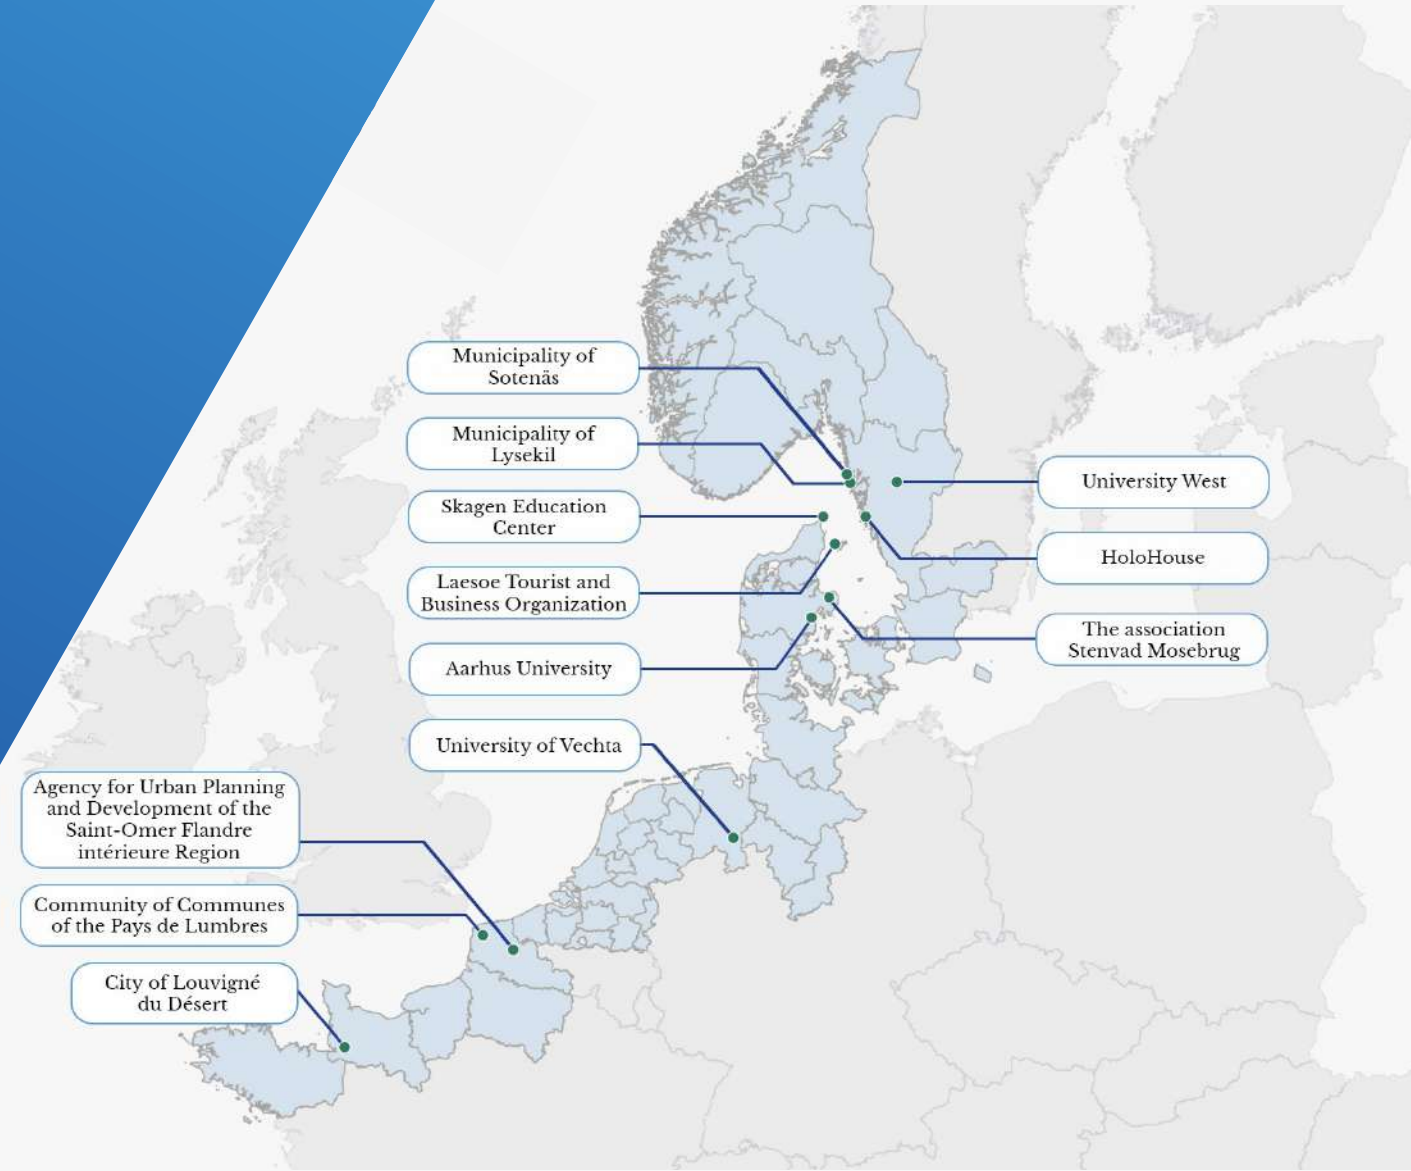 Municipality of
Sotenäs
Municipality of
Lysekil
Skagen Education
Center
Laesoe Tourist and
Business Organization
Aarhus University
University of Vechta
Agency for Urban Planning
and Development of the
Saint-Omer Flandre
intérieure Region
Community of Communes
of the Pays de Lumbres
City of Louvigné
du Désert
University West
HoloHouse
The association
Stenvad Mosebrug